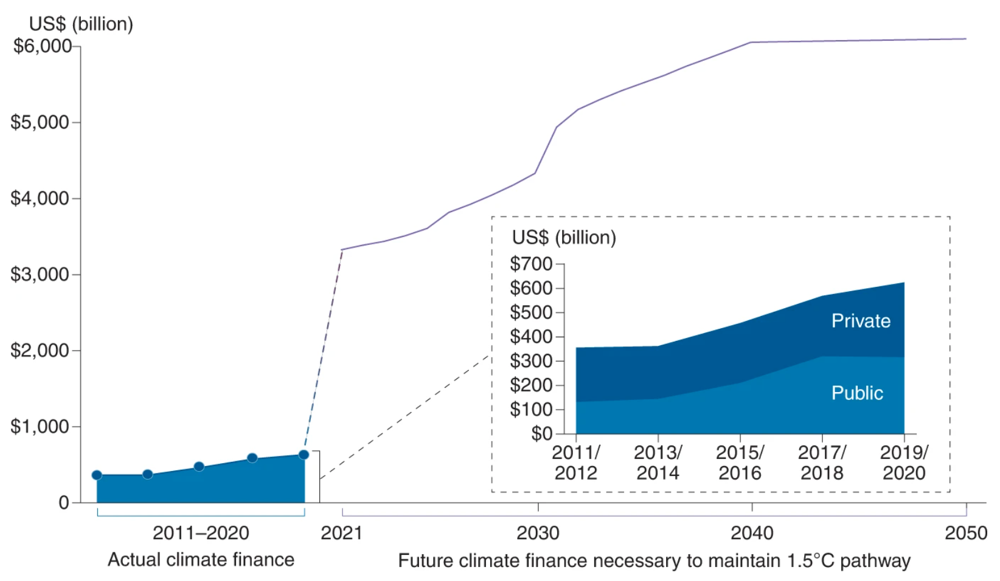 US$ (billion)
$6,000
$5,000
$4,000
$3,000
$2,000
$1,000
0
US$ (billion)
$700
$600
$500
$400
$300
$200
$100
$0
Private
Public
2011/ 2013/ 2015/ 2017/ 2019/
2012 2014 2016 2018 2020
2011–2020 2021 2030 2040 2050
Actual climate finance Future climate finance necessary to maintain 1.5°C pathway